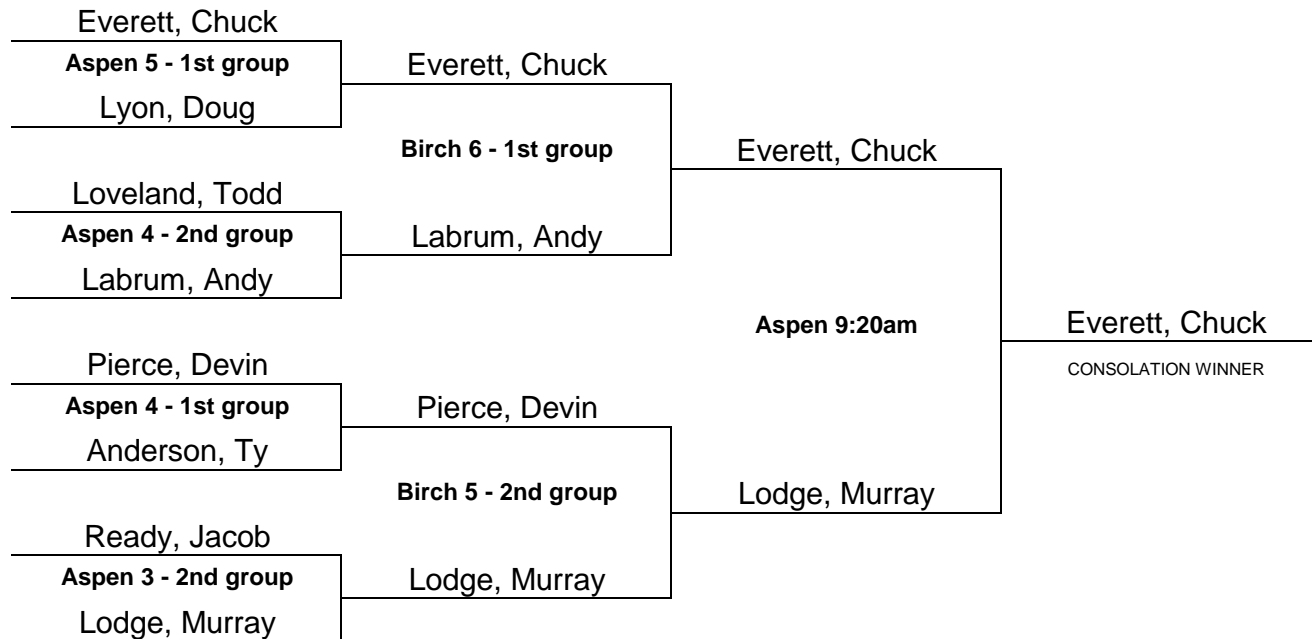 Everett, Chuck
Aspen 5 - 1st group
Lyon, Doug
Loveland, Todd
Aspen 4 - 2nd group
Labrum, Andy
Pierce, Devin
Aspen 4 - 1st group
Anderson, Ty
Ready, Jacob
Aspen 3 - 2nd group
Lodge, Murray
Everett, Chuck
Birch 6 - 1st group
Labrum, Andy
Pierce, Devin
Birch 5 - 2nd group
Lodge, Murray
Everett, Chuck
Aspen 9:20am
Lodge, Murray
Everett, Chuck
CONSOLATION WINNER